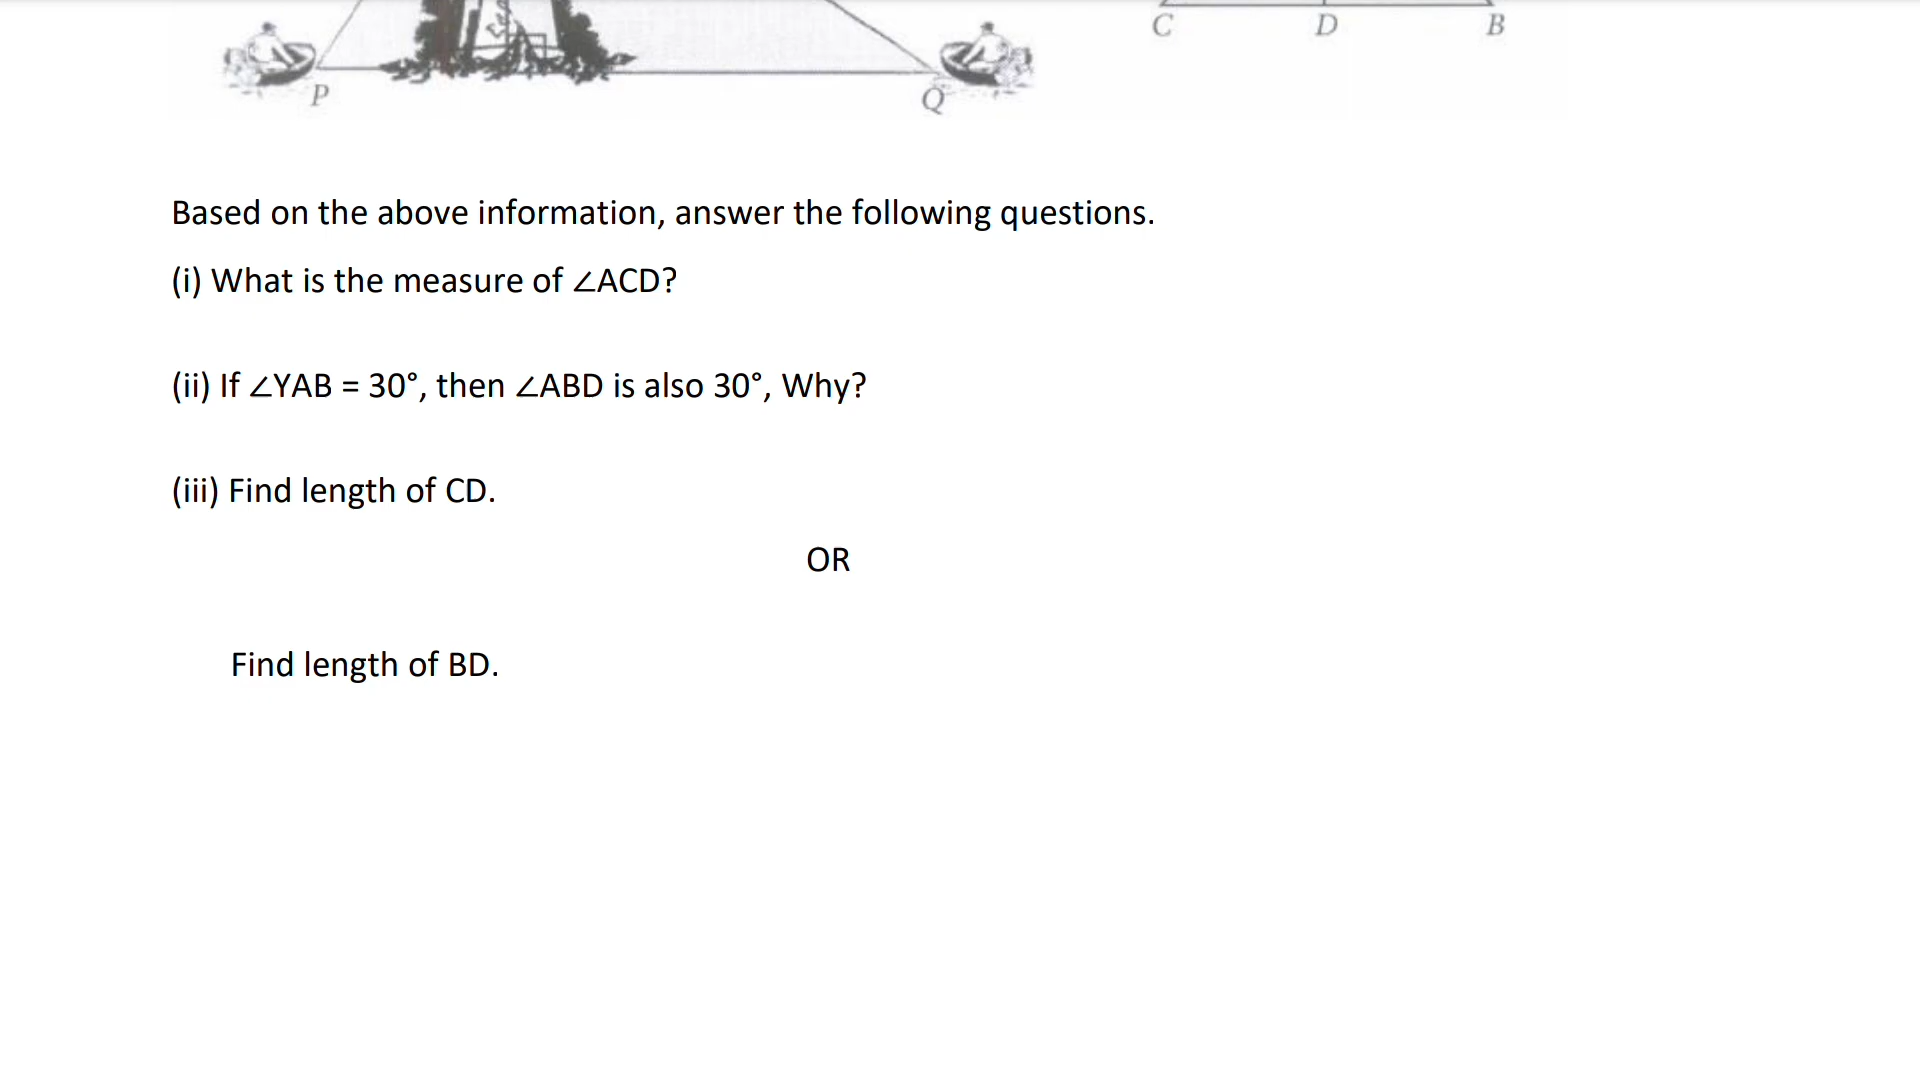 C D B
P Q
Based on the above information, answer the following questions.
(i) What is the measure of ∠ACD?
(ii) If ∠YAB = 30°, then ∠ABD is also 30°, Why?
(iii) Find length of CD.
OR
Find length of BD.